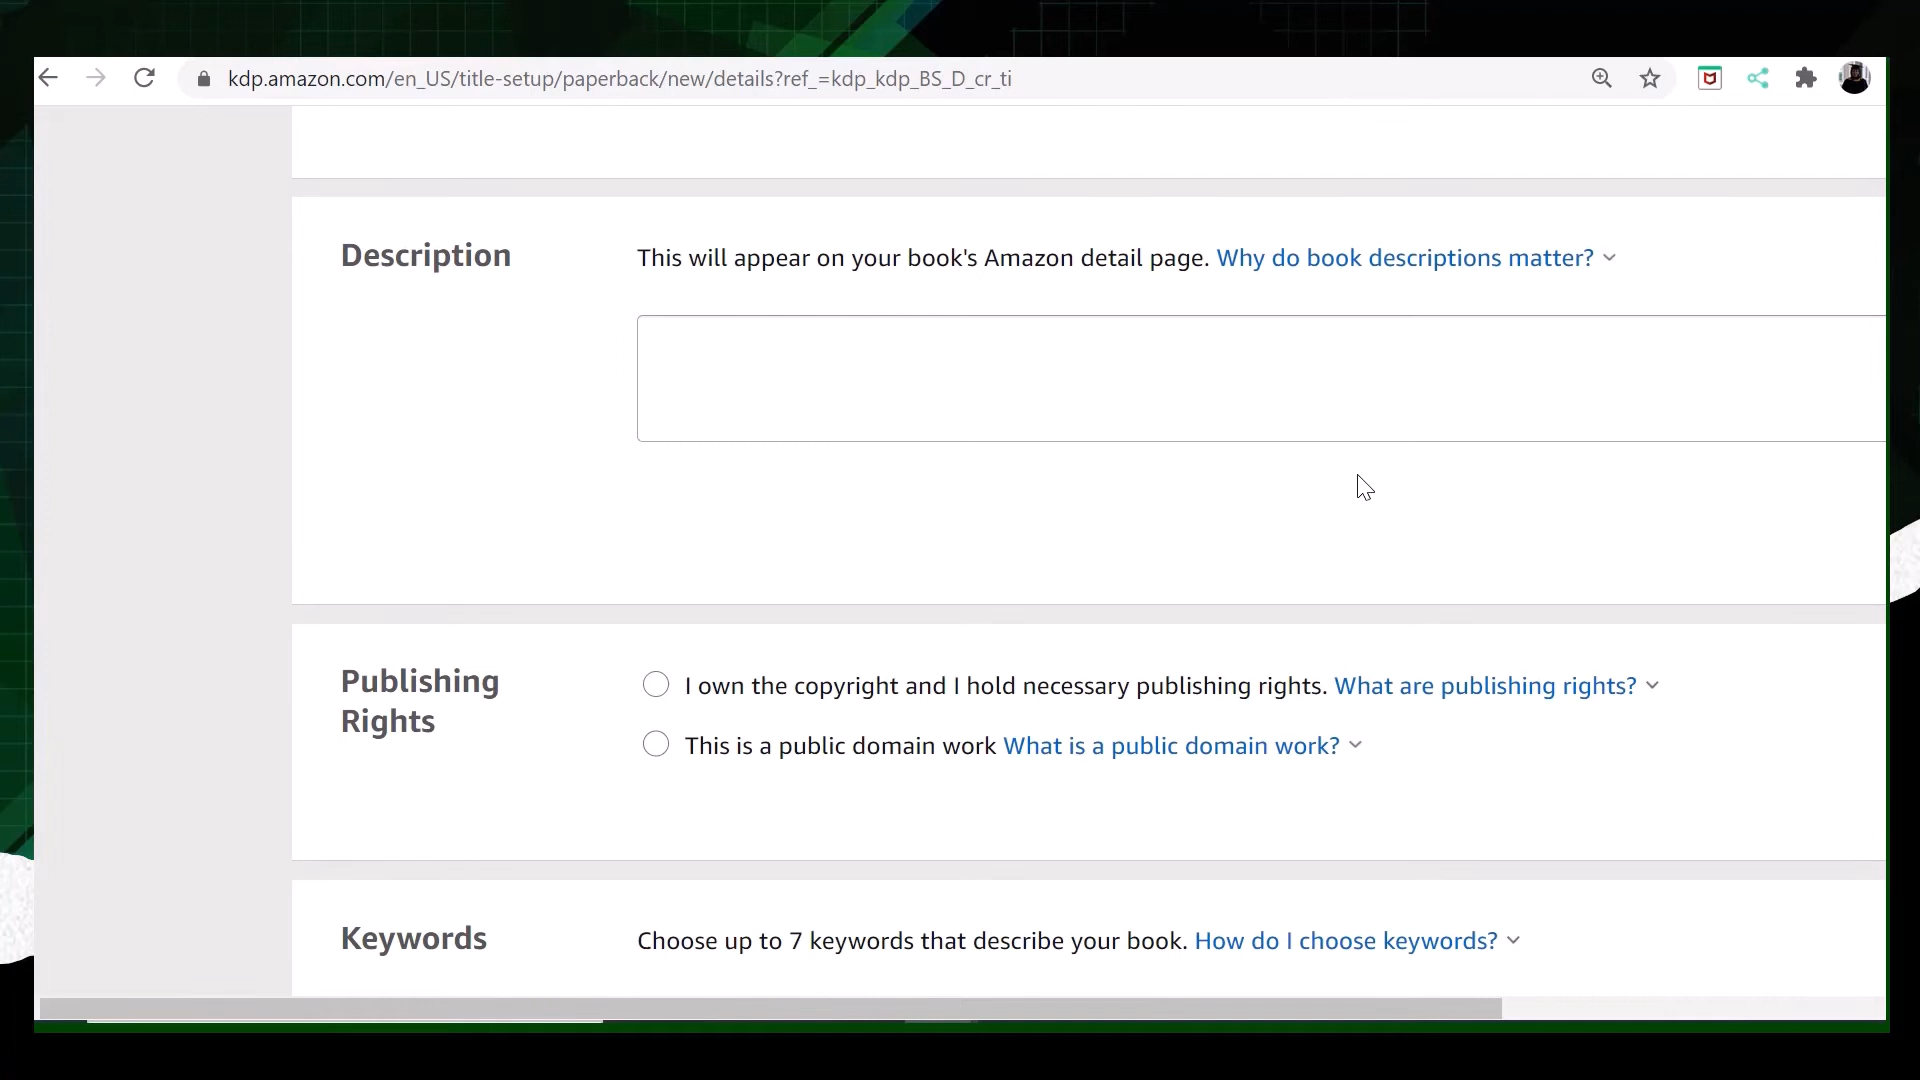 kdp.amazon.com/en_US/title-setup/paperback/new/details?ref_=kdp_kdp_BS_D_cr_ti
Description
This will appear on your book's Amazon detail page. Why do book descriptions matter?
Publishing
Rights
I own the copyright and I hold necessary publishing rights. What are publishing rights?
This is a public domain work What is a public domain work?
Keywords
Choose up to 7 keywords that describe your book. How do I choose keywords?